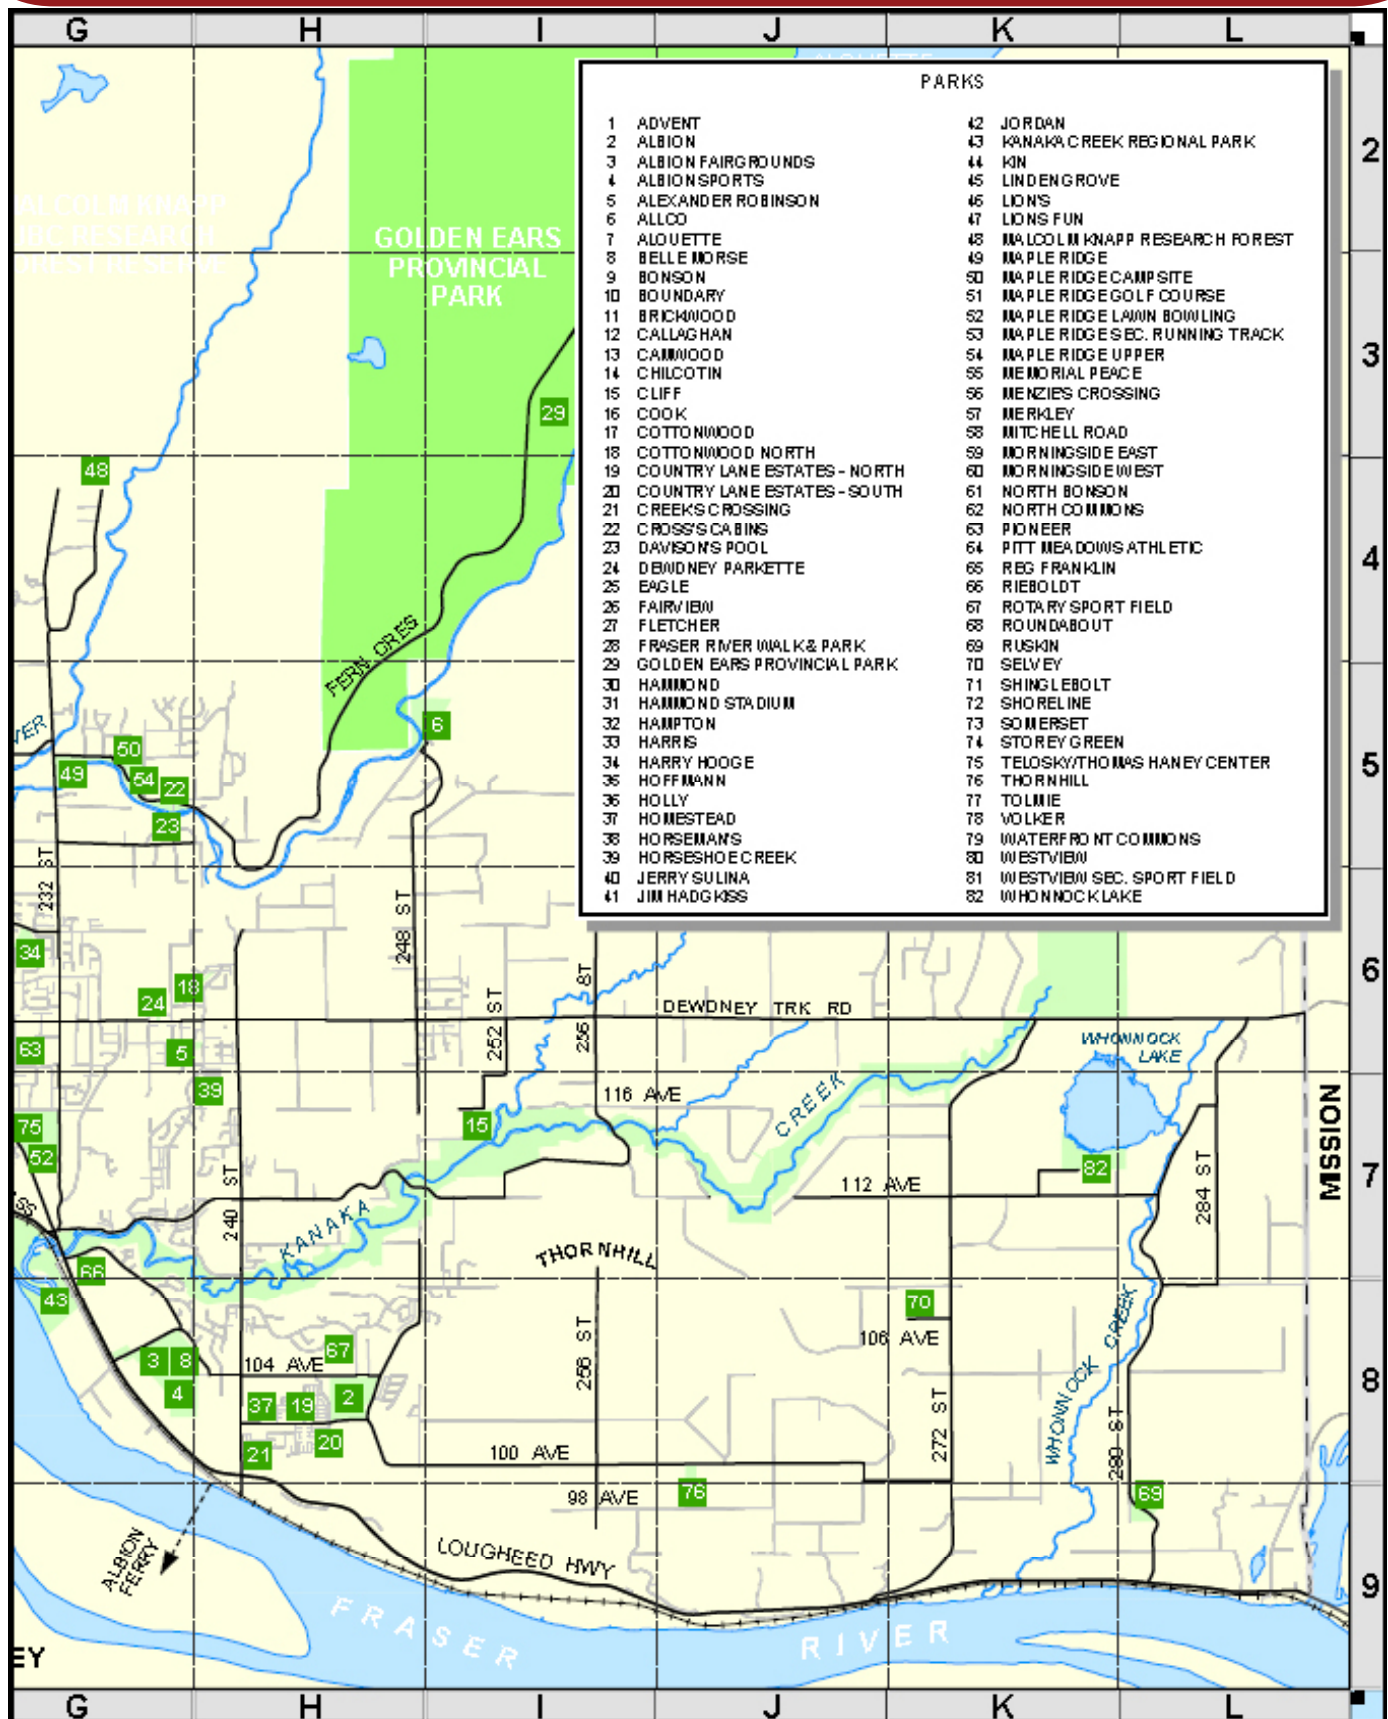 G H I J K L
ALOUETTE
PARKS
1 ADVENT
2 ALBION
3 ALBION FAIRGROUNDS
4 ALBION SPORTS
5 ALEXANDER ROBINSON
6 ALLCO
7 ALOUETTE
8 BELLE MORSE
9 BONSON
10 BOUNDARY
11 BRICKWOOD
12 CALLAGHAN
13 CAMWOOD
14 CHILCOTIN
15 CLIFF
16 COOK
17 COTTONWOOD
18 COTTONWOOD NORTH
19 COUNTRY LANE ESTATES - NORTH
20 COUNTRY LANE ESTATES - SOUTH
21 CREEK'S CROSSING
22 CROSS'S CABINS
23 DAVISON'S POOL
24 DEWDNEY PARKETTE
25 EAGLE
26 FAIRVIEW
27 FLETCHER
28 FRASER RIVER WALK & PARK
29 GOLDEN EARS PROVINCIAL PARK
30 HAMMOND
31 HAMMOND STADIUM
32 HAMPTON
33 HARRIS
34 HARRY HOOGE
35 HOFFMANN
36 HOLLY
37 HOMESTEAD
38 HORSEMAN'S
39 HORSESHOE CREEK
40 JERRY SULINA
41 JIM HADGKISS
42 JORDAN
43 KANAKA CREEK REGIONAL PARK
44 KIN
45 LINDENGROVE
46 LION'S
47 LIONS FUN
48 MALCOLM KNAPP RESEARCH FOREST
49 MAPLE RIDGE
50 MAPLE RIDGE CAMPSITE
51 MAPLE RIDGE GOLF COURSE
52 MAPLE RIDGE LAWN BOWLING
53 MAPLE RIDGE SEC. RUNNING TRACK
54 MAPLE RIDGE UPPER
55 MEMORIAL PEACE
56 MENZIE'S CROSSING
57 MERKLEY
58 MITCHELL ROAD
59 MORNINGSIDE EAST
60 MORNINGSIDE WEST
61 NORTH BONSON
62 NORTH COMMONS
63 PIONEER
64 PITT MEADOWS ATHLETIC
65 REG FRANKLIN
66 RIEBOLDT
67 ROTARY SPORT FIELD
68 ROUNDABOUT
69 RUSKIN
70 SELVEY
71 SHINGLEBOLT
72 SHORELINE
73 SOMERSET
74 STOREY GREEN
75 TELOSKY/THOMAS HANEY CENTER
76 THORNHILL
77 TOLMIE
78 VOLKER
79 WATERFRONT COMMONS
80 WESTVIEW
81 WESTVIEW SEC. SPORT FIELD
82 WHONNOCK LAKE
2
3
4
5
6
7
8
9
ALCOLM KNAPP
UBC RESEARCH
OREST RESERVE
GOLDEN EARS
PROVINCIAL
PARK
29
48
FERN CRES
VER
6
50
49
54
22
23
232 ST
248 ST
34
18
24
252 ST
256 ST
DEWDNEY TRK RD
WHONNOCK
LAKE
63
5
39
116 AVE
CREEK
75
15
52
240 ST
82
112 AVE
284 ST
MISSION
KANAKA
THORNHILL
66
43
70
106 AVE
256 ST
WHONNOCK CREEK
3
8
67
104 AVE
4
37
19
2
272 ST
280 ST
21
20
100 AVE
76
98 AVE
69
ALBION
FERRY
LOUGHEED HWY
FRASER RIVER
EY
G H I J K L